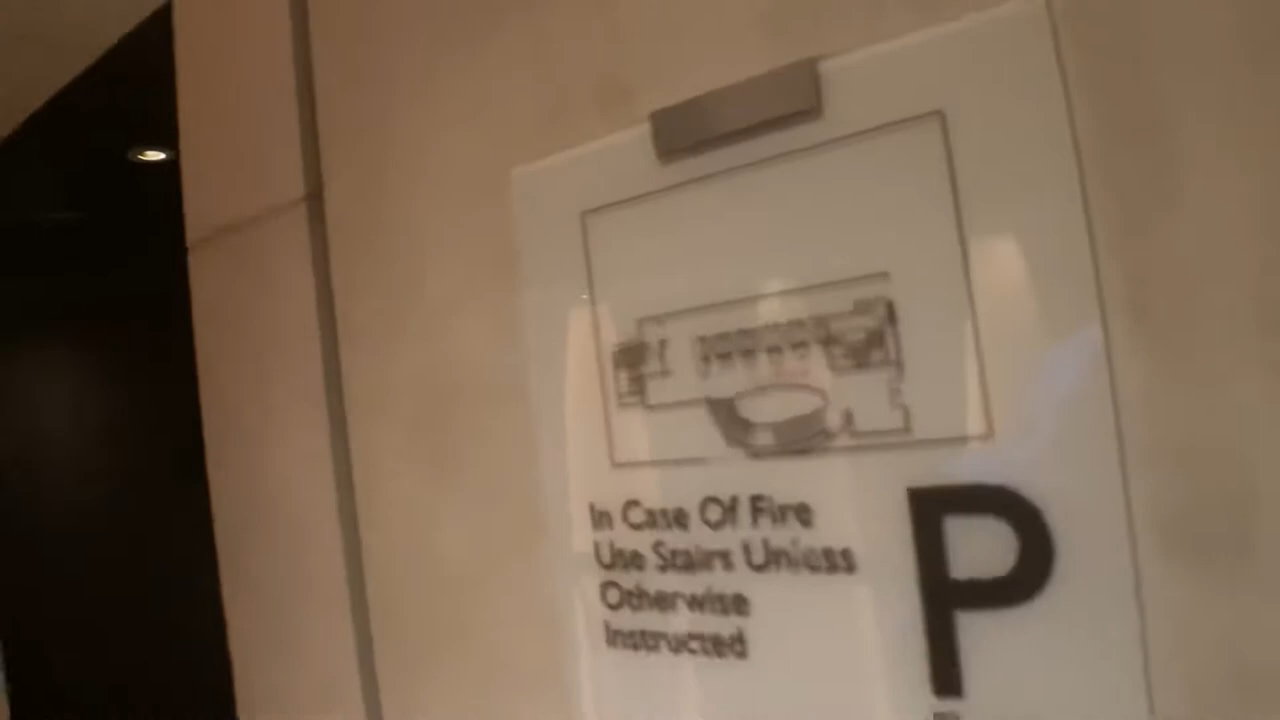 In Case Of Fire
Use Stairs Unless
Otherwise
Instructed
P